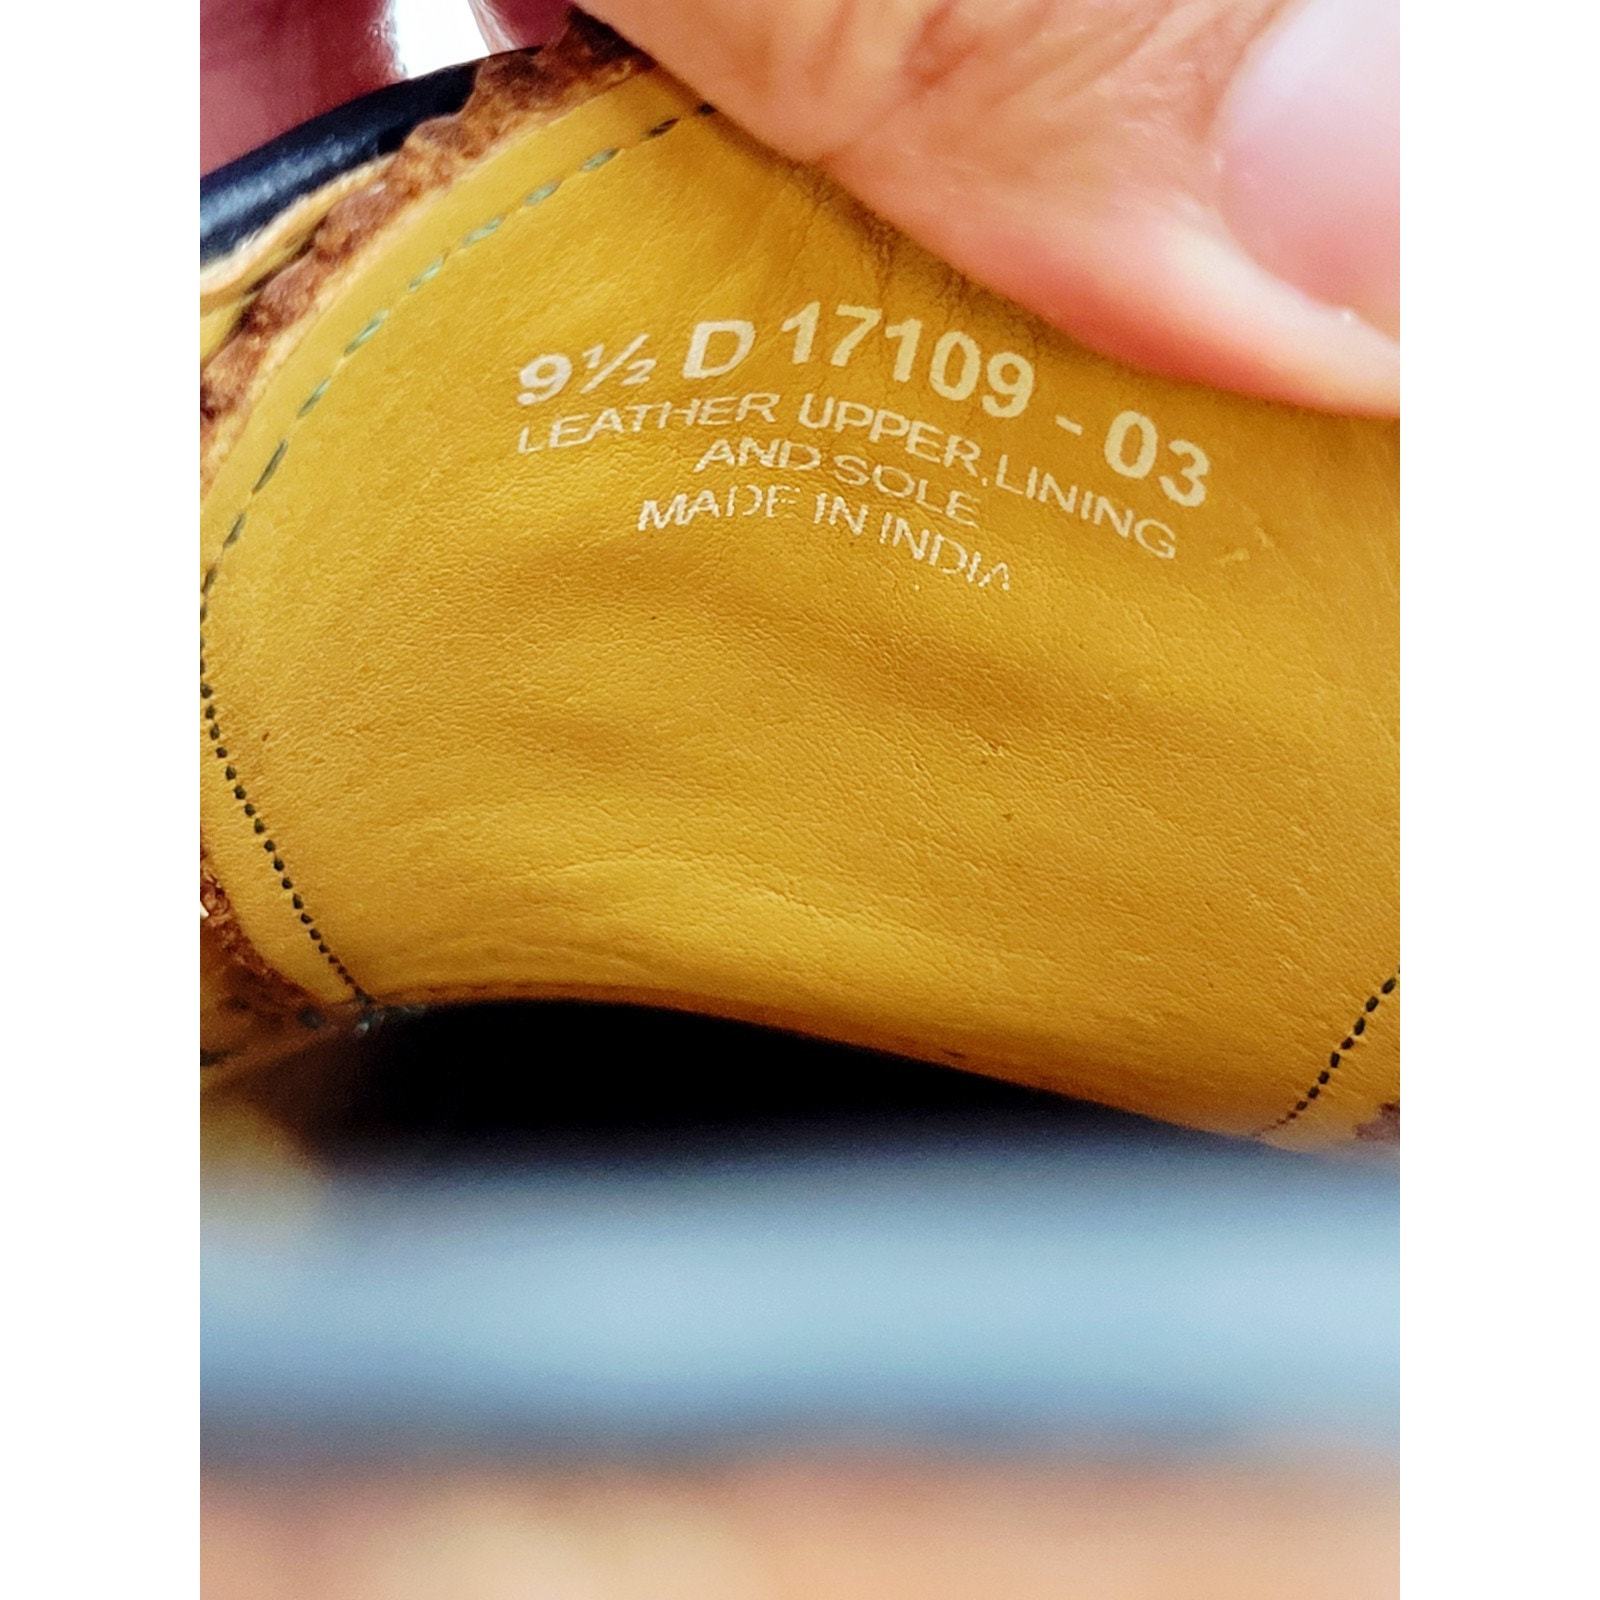 9½ D 17109 - 03
LEATHER UPPER, LINING
AND SOLE
MADE IN INDIA